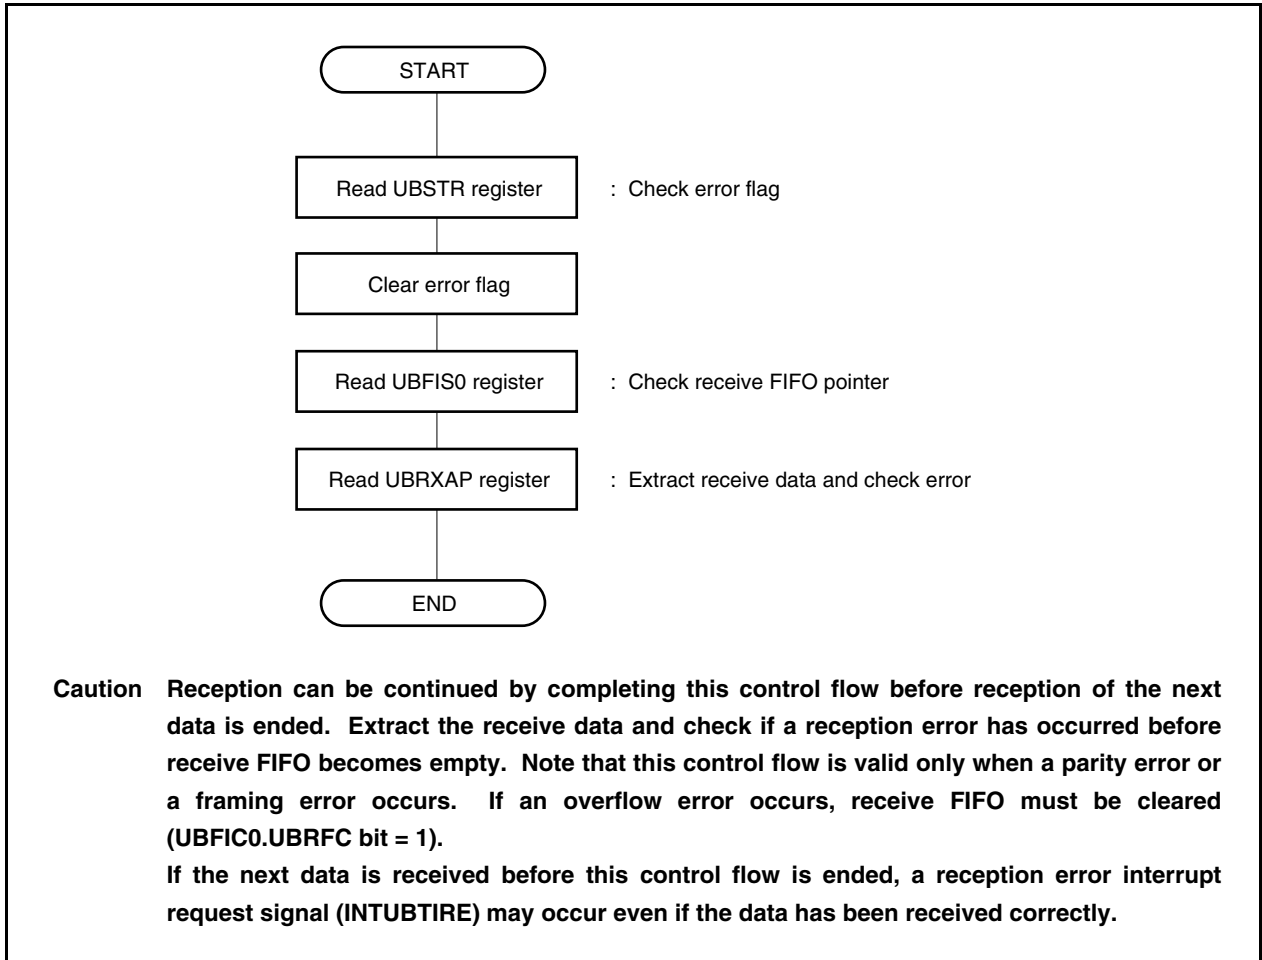 START
Read UBSTR register : Check error flag
Clear error flag
Read UBFIS0 register : Check receive FIFO pointer
Read UBRXAP register : Extract receive data and check error
END
Caution Reception can be continued by completing this control flow before reception of the next
data is ended. Extract the receive data and check if a reception error has occurred before
receive FIFO becomes empty. Note that this control flow is valid only when a parity error or
a framing error occurs. If an overflow error occurs, receive FIFO must be cleared
(UBFIC0.UBRFC bit = 1).
If the next data is received before this control flow is ended, a reception error interrupt
request signal (INTUBTIRE) may occur even if the data has been received correctly.